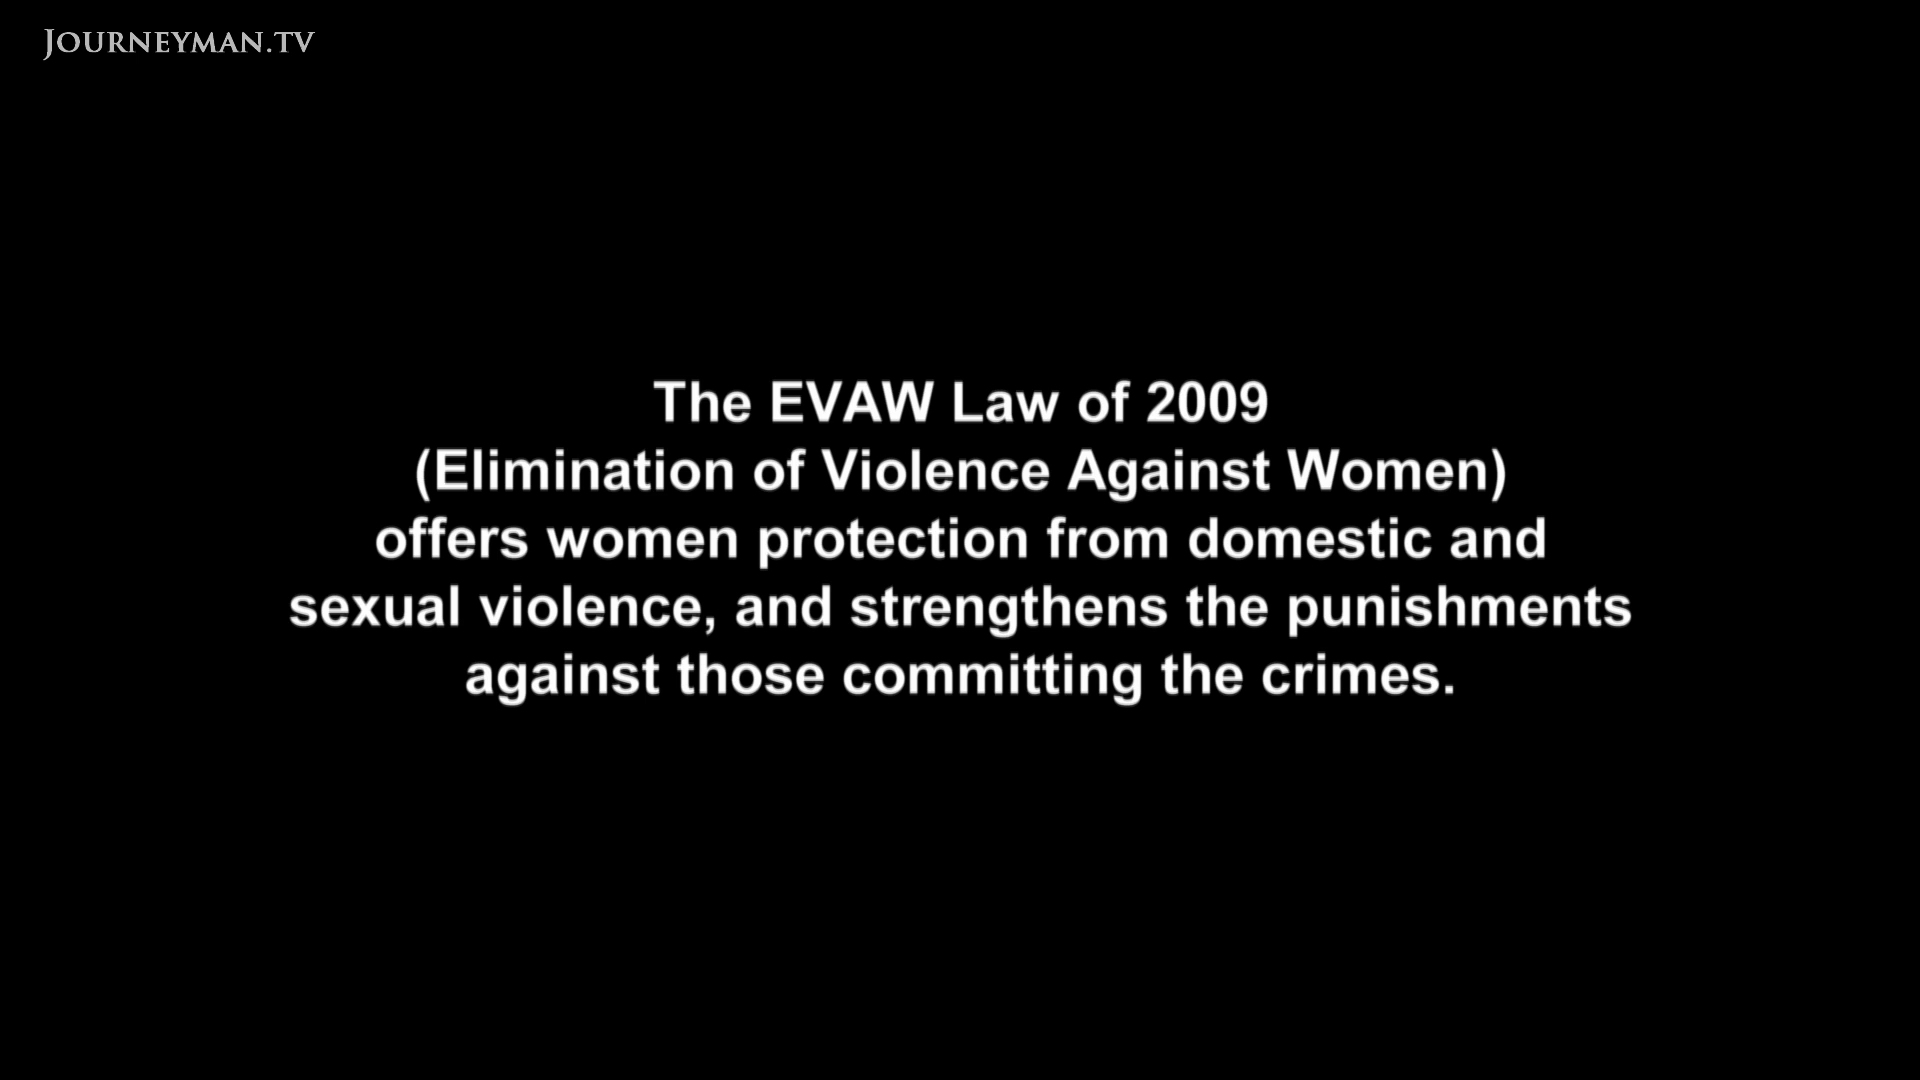 JOURNEYMAN.TV
The EVAW Law of 2009
(Elimination of Violence Against Women)
offers women protection from domestic and
sexual violence, and strengthens the punishments
against those committing the crimes.